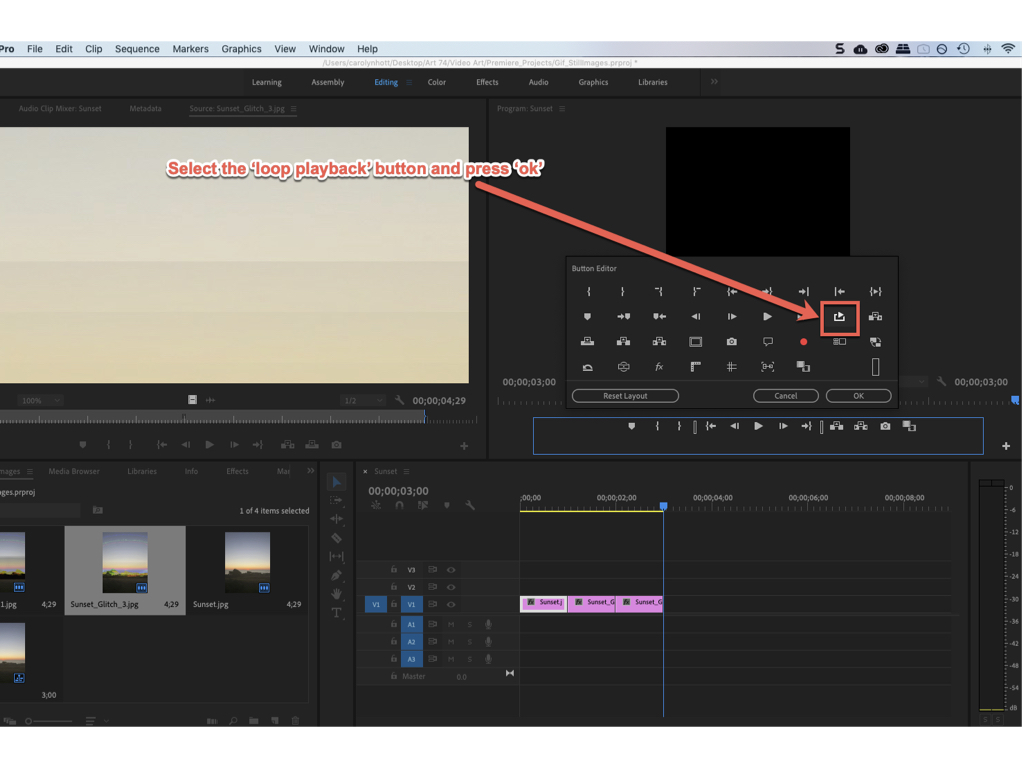 Pro File Edit Clip Sequence Markers Graphics View Window Help
/Users/carolynhott/Desktop/Art 74/Video Art/Premiere_Projects/Gif_StillImages.prproj *
Learning Assembly Editing Color Effects Audio Graphics Libraries
Audio Clip Mixer: Sunset Metadata Source: Sunset_Glitch_3.jpg Program: Sunset
Select the ‘loop playback’ button and press ‘ok’
Button Editor
Reset Layout Cancel OK
00;00;03;00 00;00;03;00
100% 1/2 00;00;04;29
mages Media Browser Libraries Info Effects Mar
Sunset
ges.prproj
00;00;03;00
1 of 4 items selected
;00;00 00;00;02;00 00;00;04;00 00;00;06;00 00;00;08;00
1.jpg 4;29 Sunset_Glitch_3.jpg 4;29 Sunset.jpg 4;29
3;00
V3
V2
V1 V1 Sunset.j Sunset_G Sunset_G
A1 M S
A2 M S
A3 M S
Master 0.0
0
-6
-12
-18
-24
-30
-36
-42
-48
-54
dB
S S